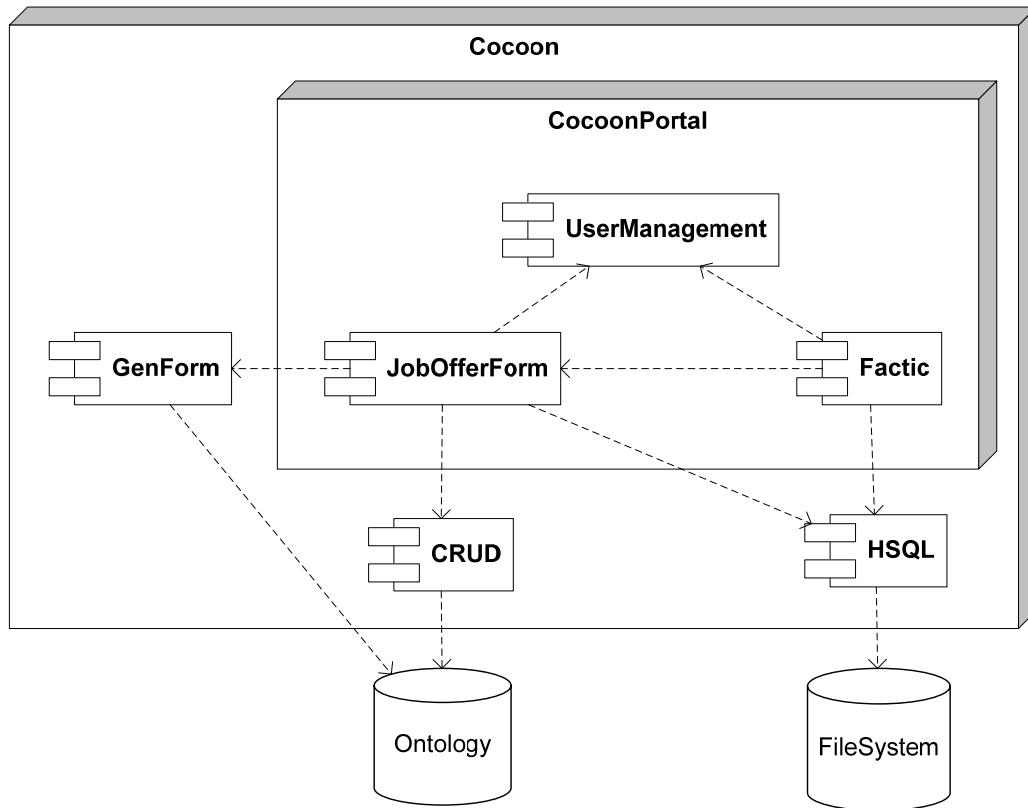 Cocoon
CocoonPortal
UserManagement
GenForm
JobOfferForm
Factic
CRUD
HSQL
Ontology
FileSystem